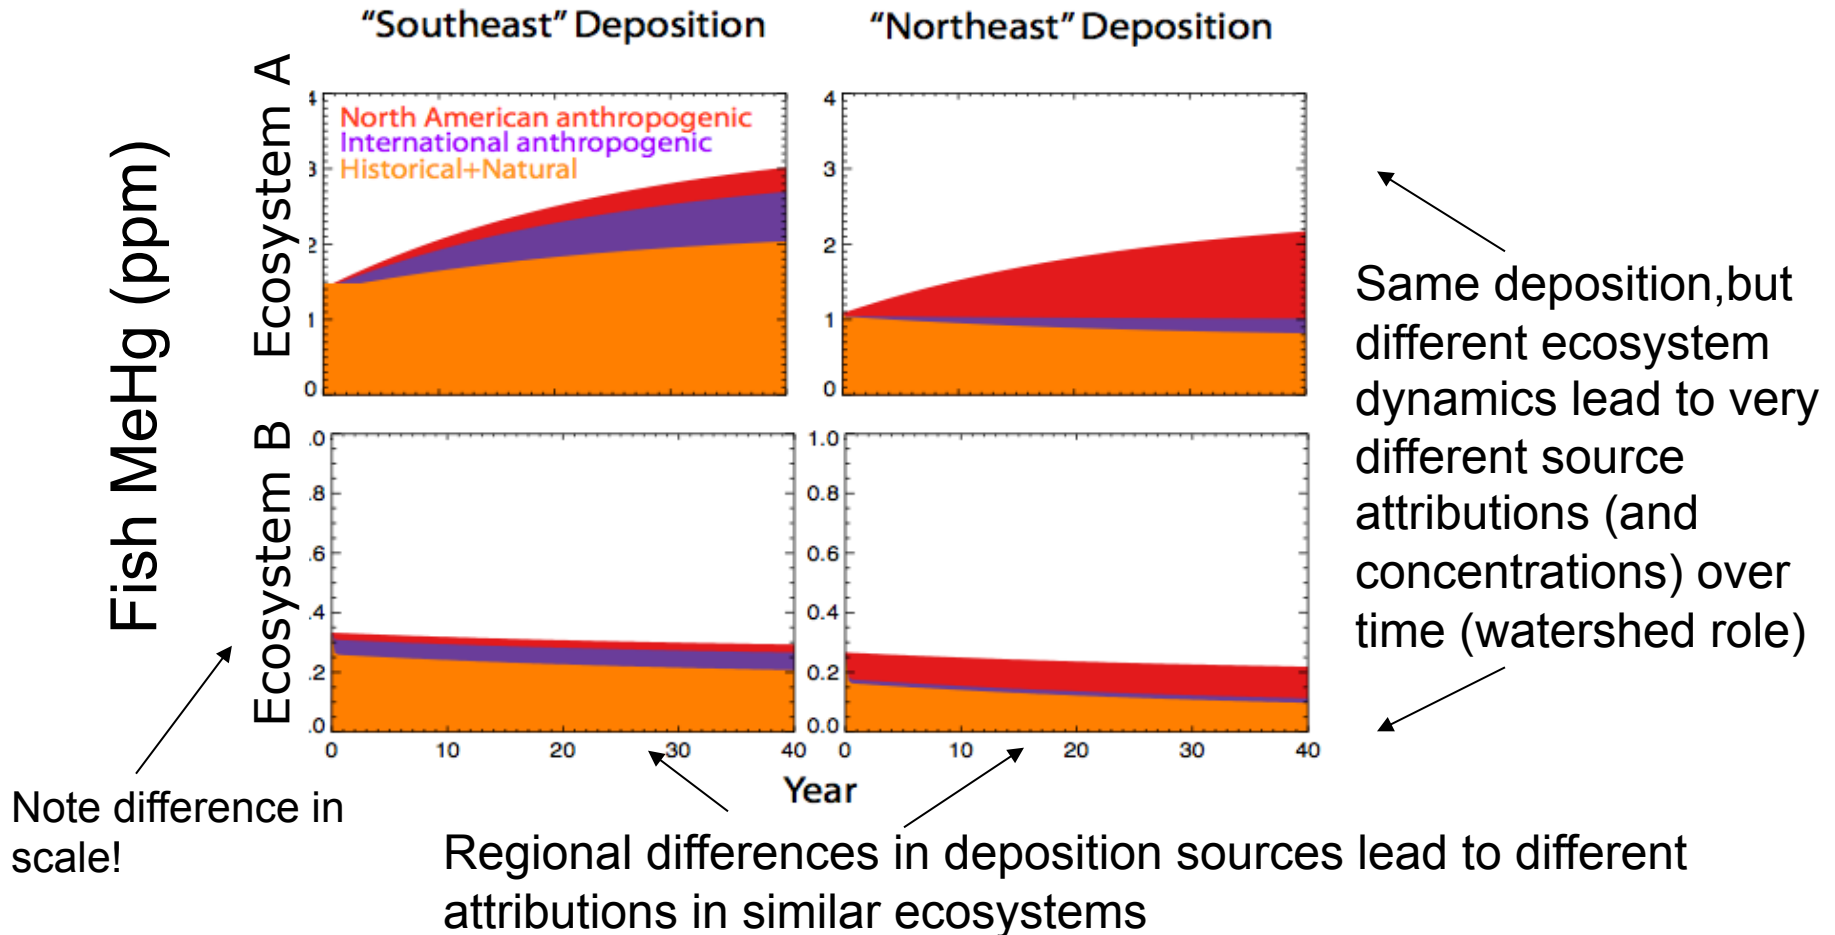 "Southeast" Deposition
"Northeast" Deposition
Fish MeHg (ppm)
Ecosystem A
4
3
2
1
0
North American anthropogenic
International anthropogenic
Historical+Natural
4
3
2
1
0
Same deposition,but
different ecosystem
dynamics lead to very
different source
attributions (and
concentrations) over
time (watershed role)
Ecosystem B
.0
.8
.6
.4
.2
.0
0
10
20
30
40
1.0
0.8
0.6
0.4
0.2
0.0
0
10
20
30
40
Year
Note difference in
scale!
Regional differences in deposition sources lead to different
attributions in similar ecosystems